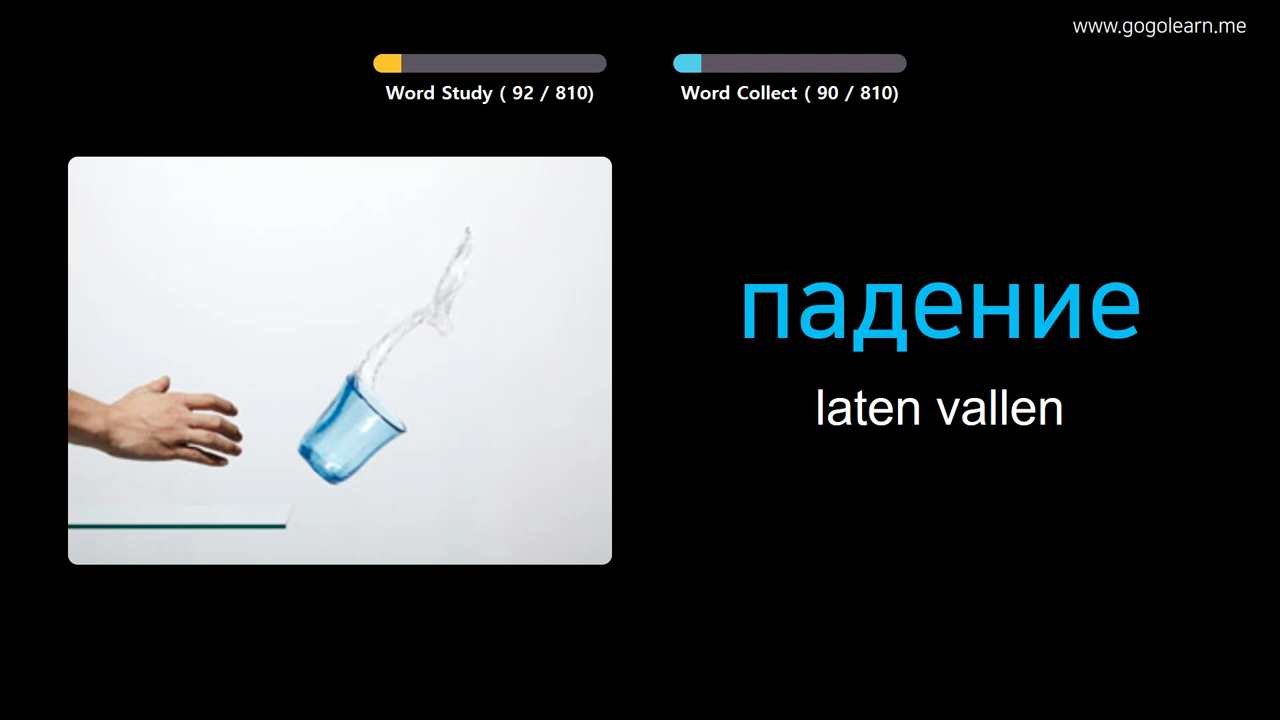 www.gogolearn.me
Word Study ( 92 / 810)
Word Collect ( 90 / 810)
падение
laten vallen